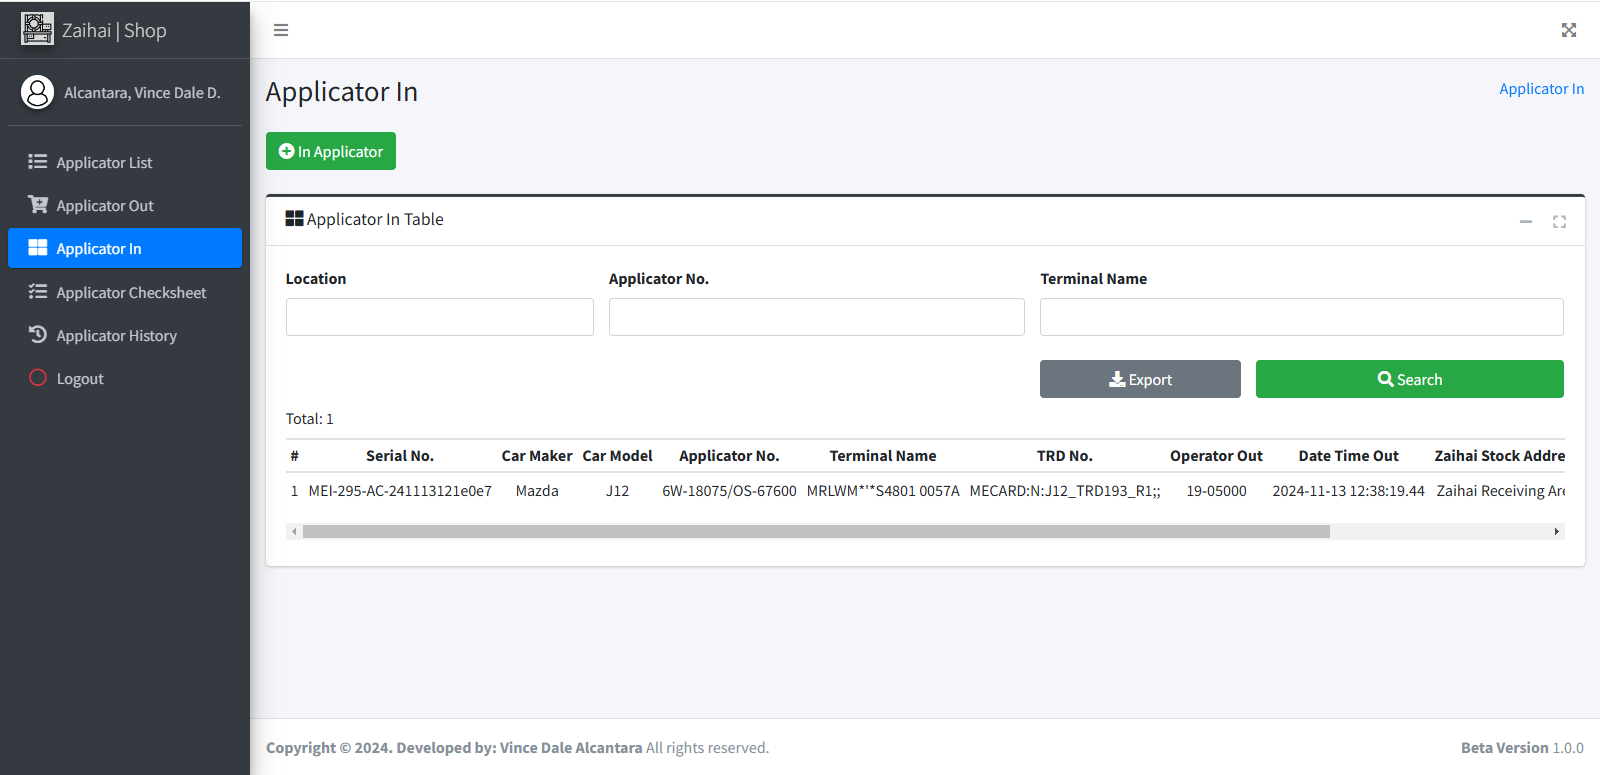 Zaihai | Shop
Alcantara, Vince Dale D.
Applicator List
Applicator Out
Applicator In
Applicator Checksheet
Applicator History
Logout
Applicator In
Applicator In
In Applicator
Applicator In Table
Location Applicator No. Terminal Name
Export Search
Total: 1
# Serial No. Car Maker Car Model Applicator No. Terminal Name TRD No. Operator Out Date Time Out Zaihai Stock Addre
1 MEI-295-AC-241113121e0e7 Mazda J12 6W-18075/OS-67600 MRLWM*'*S4801 0057A MECARD:N:J12_TRD193_R1;; 19-05000 2024-11-13 12:38:19.44 Zaihai Receiving Are
Copyright © 2024. Developed by: Vince Dale Alcantara All rights reserved.
Beta Version 1.0.0